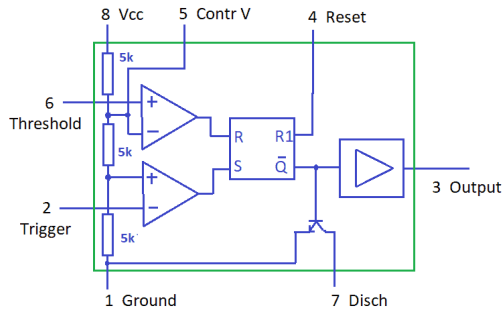 8 Vcc
5 Contr V
4 Reset
5k
6
Threshold
+
−
R
R1
5k
S
Q̄
+
−
3 Output
2
Trigger
5k
1 Ground
7 Disch